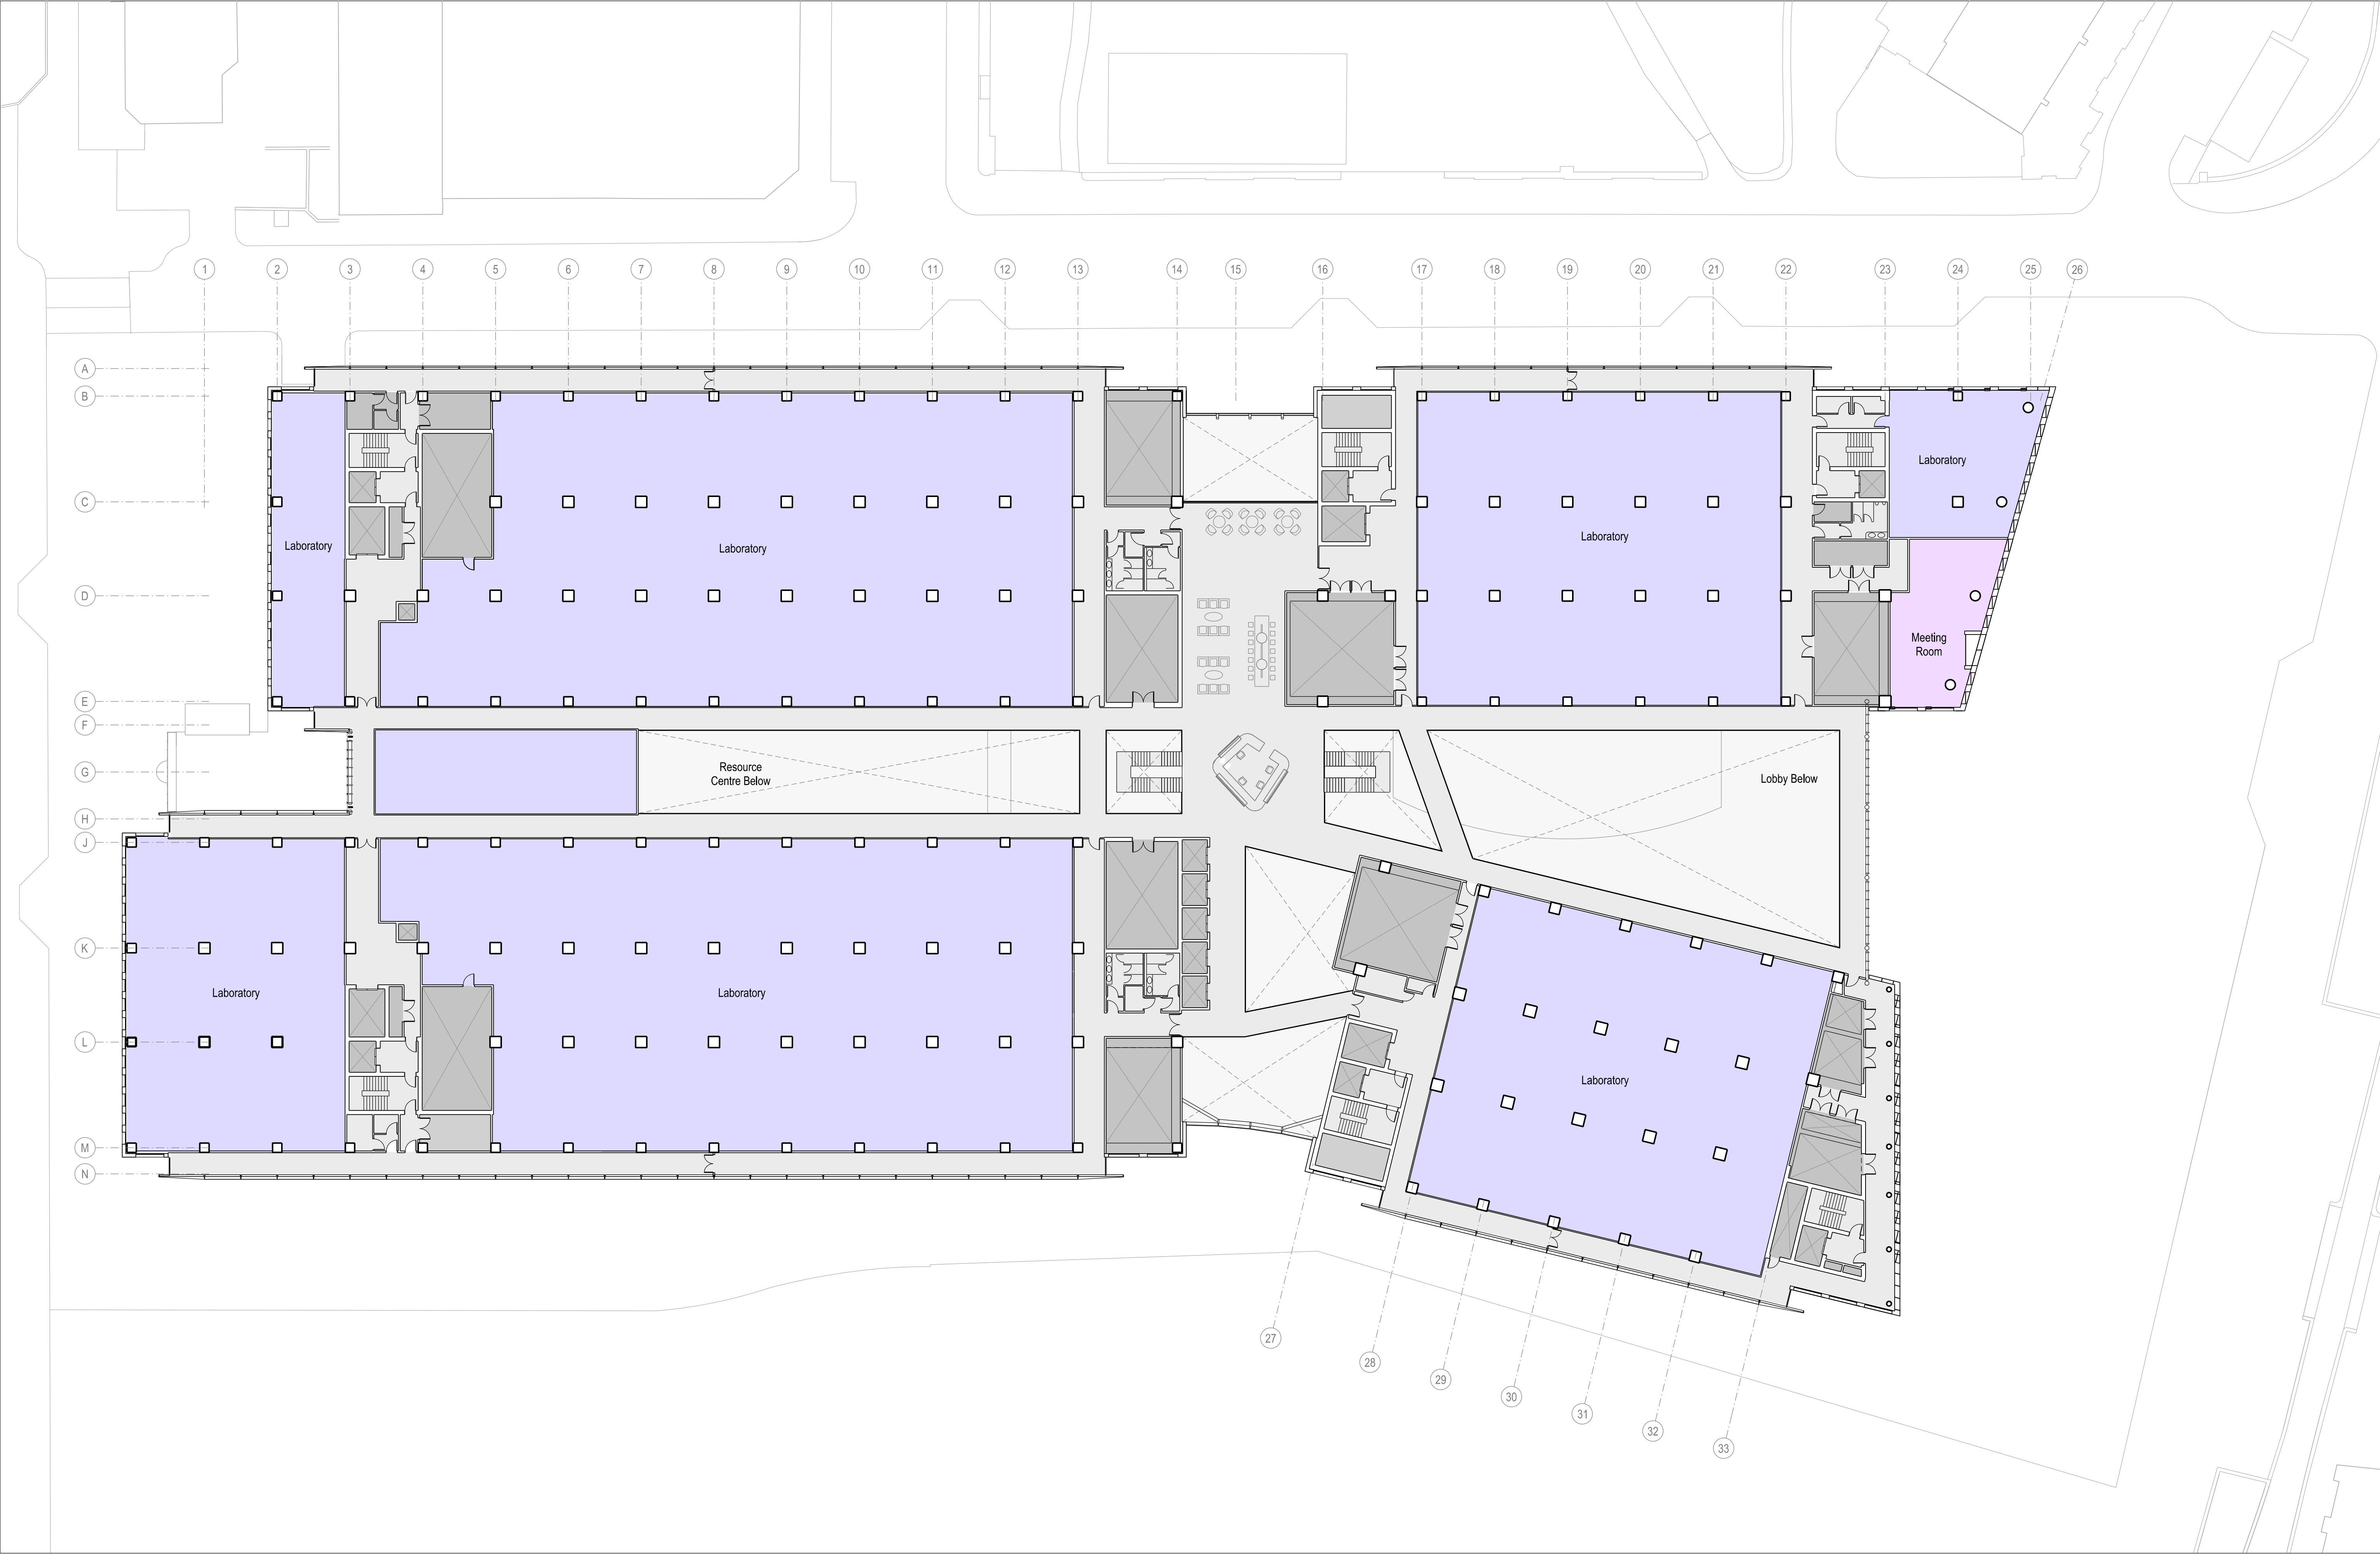 1 2 3 4 5 6 7 8 9 10 11 12 13 14 15 16 17 18 19 20 21 22 23 24 25 26
A
B
Laboratory
C
Laboratory
Laboratory
Laboratory
D
Meeting
Room
E
F
Resource
Centre Below
G
Lobby Below
H
J
K
Laboratory
Laboratory
L
Laboratory
M
N
27
28
29
30
31
32
33